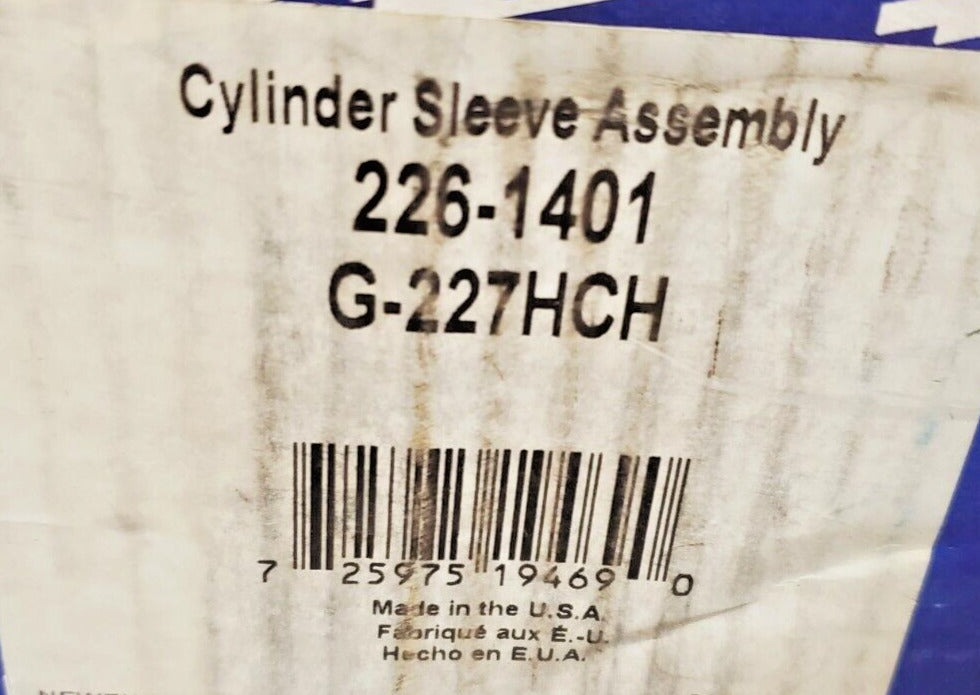 Cylinder Sleeve Assembly
226-1401
G-227HCH
7 25975 19469 0
Made in the U.S.A.
Fabriqué aux É.-U.
Hecho en E.U.A.